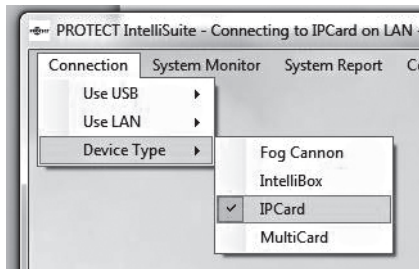 PROTECT IntelliSuite - Connecting to IPCard on LAN -
Connection System Monitor System Report
Use USB
Use LAN
Device Type
Fog Cannon
IntelliBox
IPCard
MultiCard